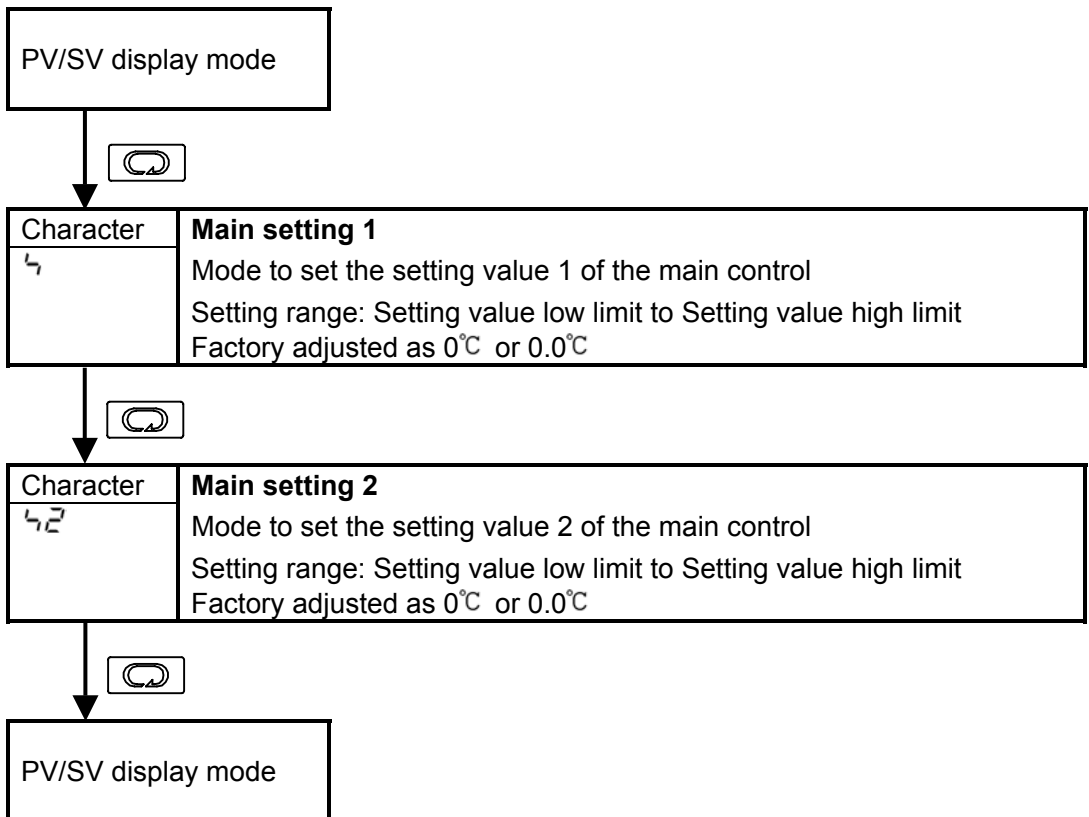 PV/SV display mode
Character
Main setting 1
Ⴗ
Mode to set the setting value 1 of the main control
Setting range: Setting value low limit to Setting value high limit
Factory adjusted as 0℃ or 0.0℃
Character
Main setting 2
Mode to set the setting value 2 of the main control
Setting range: Setting value low limit to Setting value high limit
Factory adjusted as 0℃ or 0.0℃
PV/SV display mode